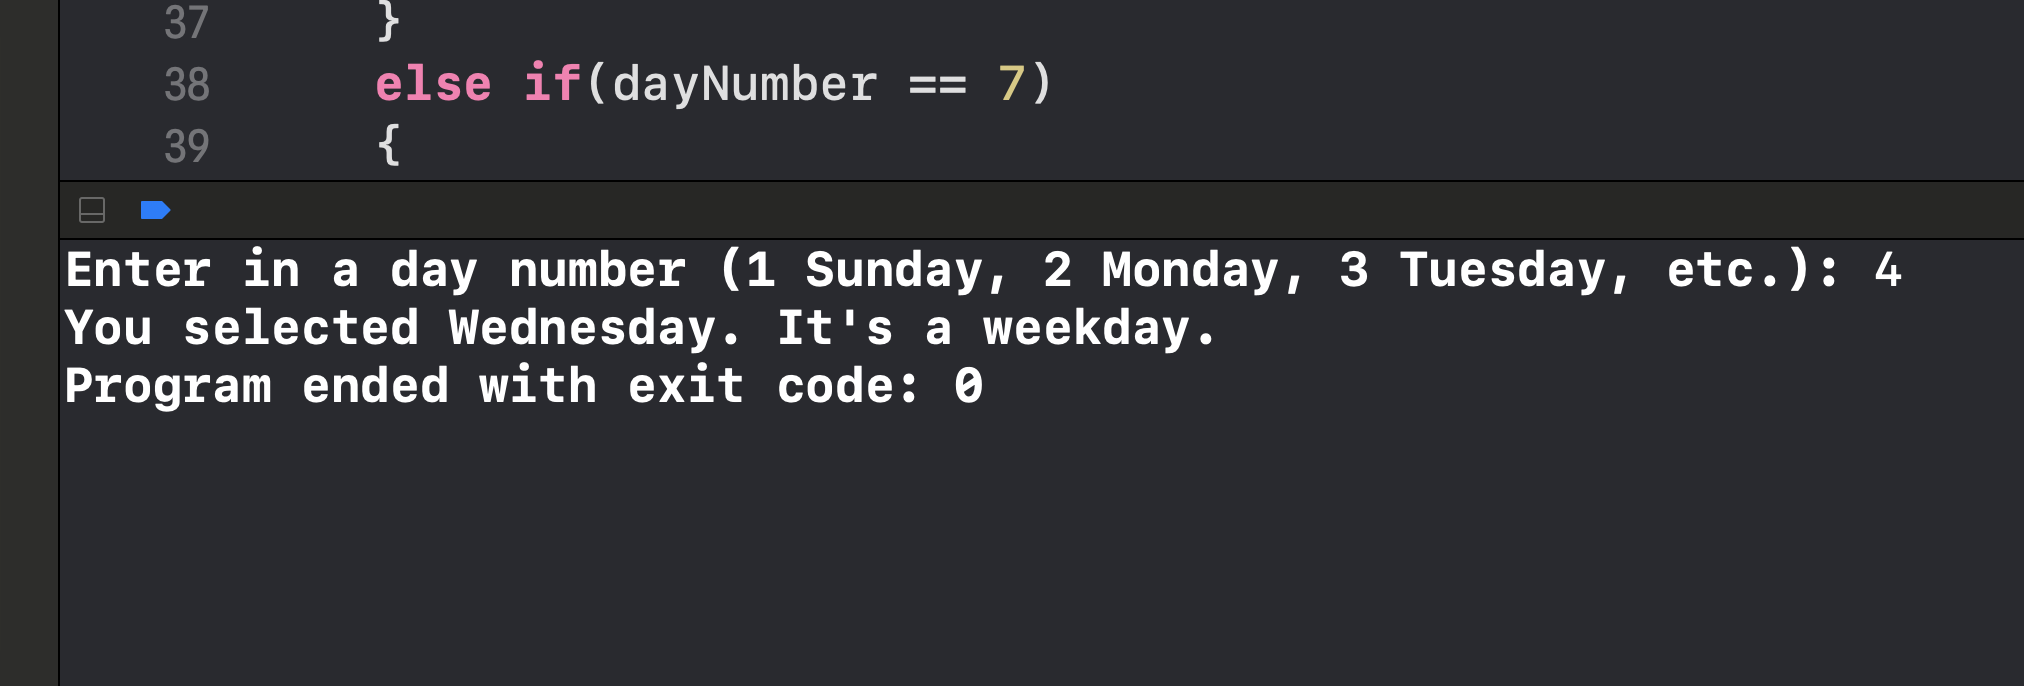 37 }
38 else if(dayNumber == 7)
39 {
Enter in a day number (1 Sunday, 2 Monday, 3 Tuesday, etc.): 4
You selected Wednesday. It's a weekday.
Program ended with exit code: 0